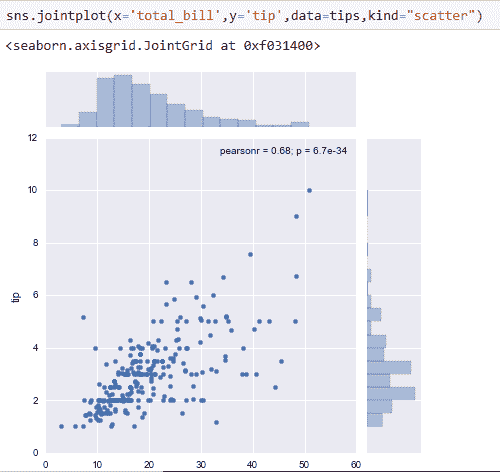 sns.jointplot(x='total_bill',y='tip',data=tips,kind="scatter")
<seaborn.axisgrid.JointGrid at 0xf031400>
pearsonr = 0.68; p = 6.7e-34
12
10
8
6
4
2
0
tip
0 10 20 30 40 50 60